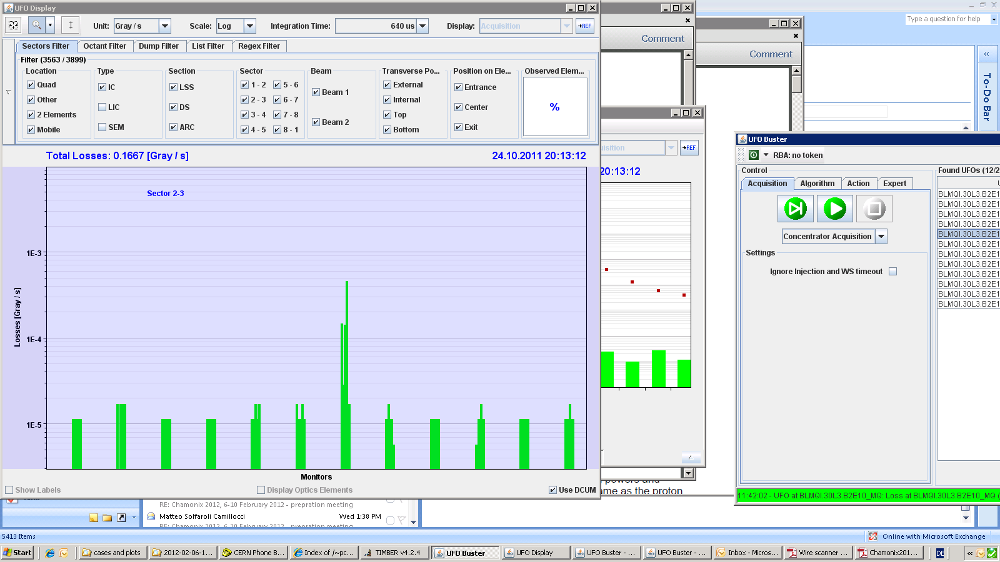 UFO Display
Unit: Gray / s Scale: Log Integration Time: 640 us Display: Acquisition →REF
Sectors Filter Octant Filter Dump Filter List Filter Regex Filter
Filter (3563 / 3899)
Location Type Section Sector Beam Transverse Po... Position on Ele... Observed Elem...
Quad IC LSS 1 - 2 5 - 6 Beam 1 External Entrance
Other LIC DS 2 - 3 6 - 7 Beam 2 Internal Center %
2 Elements SEM ARC 3 - 4 7 - 8 Top Exit
Mobile 4 - 5 8 - 1 Bottom
Total Losses: 0.1667 [Gray / s] 24.10.2011 20:13:12
Sector 2-3
1E-3
1E-4
1E-5
Losses [Gray / s]
Monitors
Show Labels Display Optics Elements Use DCUM
Comment
Comment
isition →REF
20:13:12
powers and
ame as the proton
Type a question for help
«
To-Do Bar
UFO Buster
RBA: no token
Control
Acquisition Algorithm Action Expert
Concentrator Acquisition
Settings
Ignore Injection and WS timeout
Found UFOs (12/2
BLMQI.30L3.B2E1
BLMQI.30L3.B2E1
BLMQI.30L3.B2E1
BLMQI.30L3.B2E1
BLMQI.30L3.B2E1
BLMQI.30L3.B2E1
BLMQI.30L3.B2E1
BLMQI.30L3.B2E1
BLMQI.30L3.B2E1
BLMQI.30L3.B2E1
BLMQI.30L3.B2E1
BLMQI.30L3.B2E1
11:42:02 - UFO at BLMQI.30L3.B2E10_MQ: Loss at BLMQI.30L3.B2E10_MQ (
RE: Chamonix 2012, 6-10 February 2012 - prepration meeting
Matteo Solfaroli Camillocci Wed 1:38 PM
RE: Chamonix 2012, 6-10 February 2012 - prepration meeting
5413 Items Online with Microsoft Exchange
Start cases and plots 2012-02-06-1... CERN Phone B... Index of /~pc... TIMBER v4.2.4 UFO Buster UFO Display UFO Buster - ... UFO Buster - ... Inbox - Micros... Wire scanner ... Chamonix201... DE «